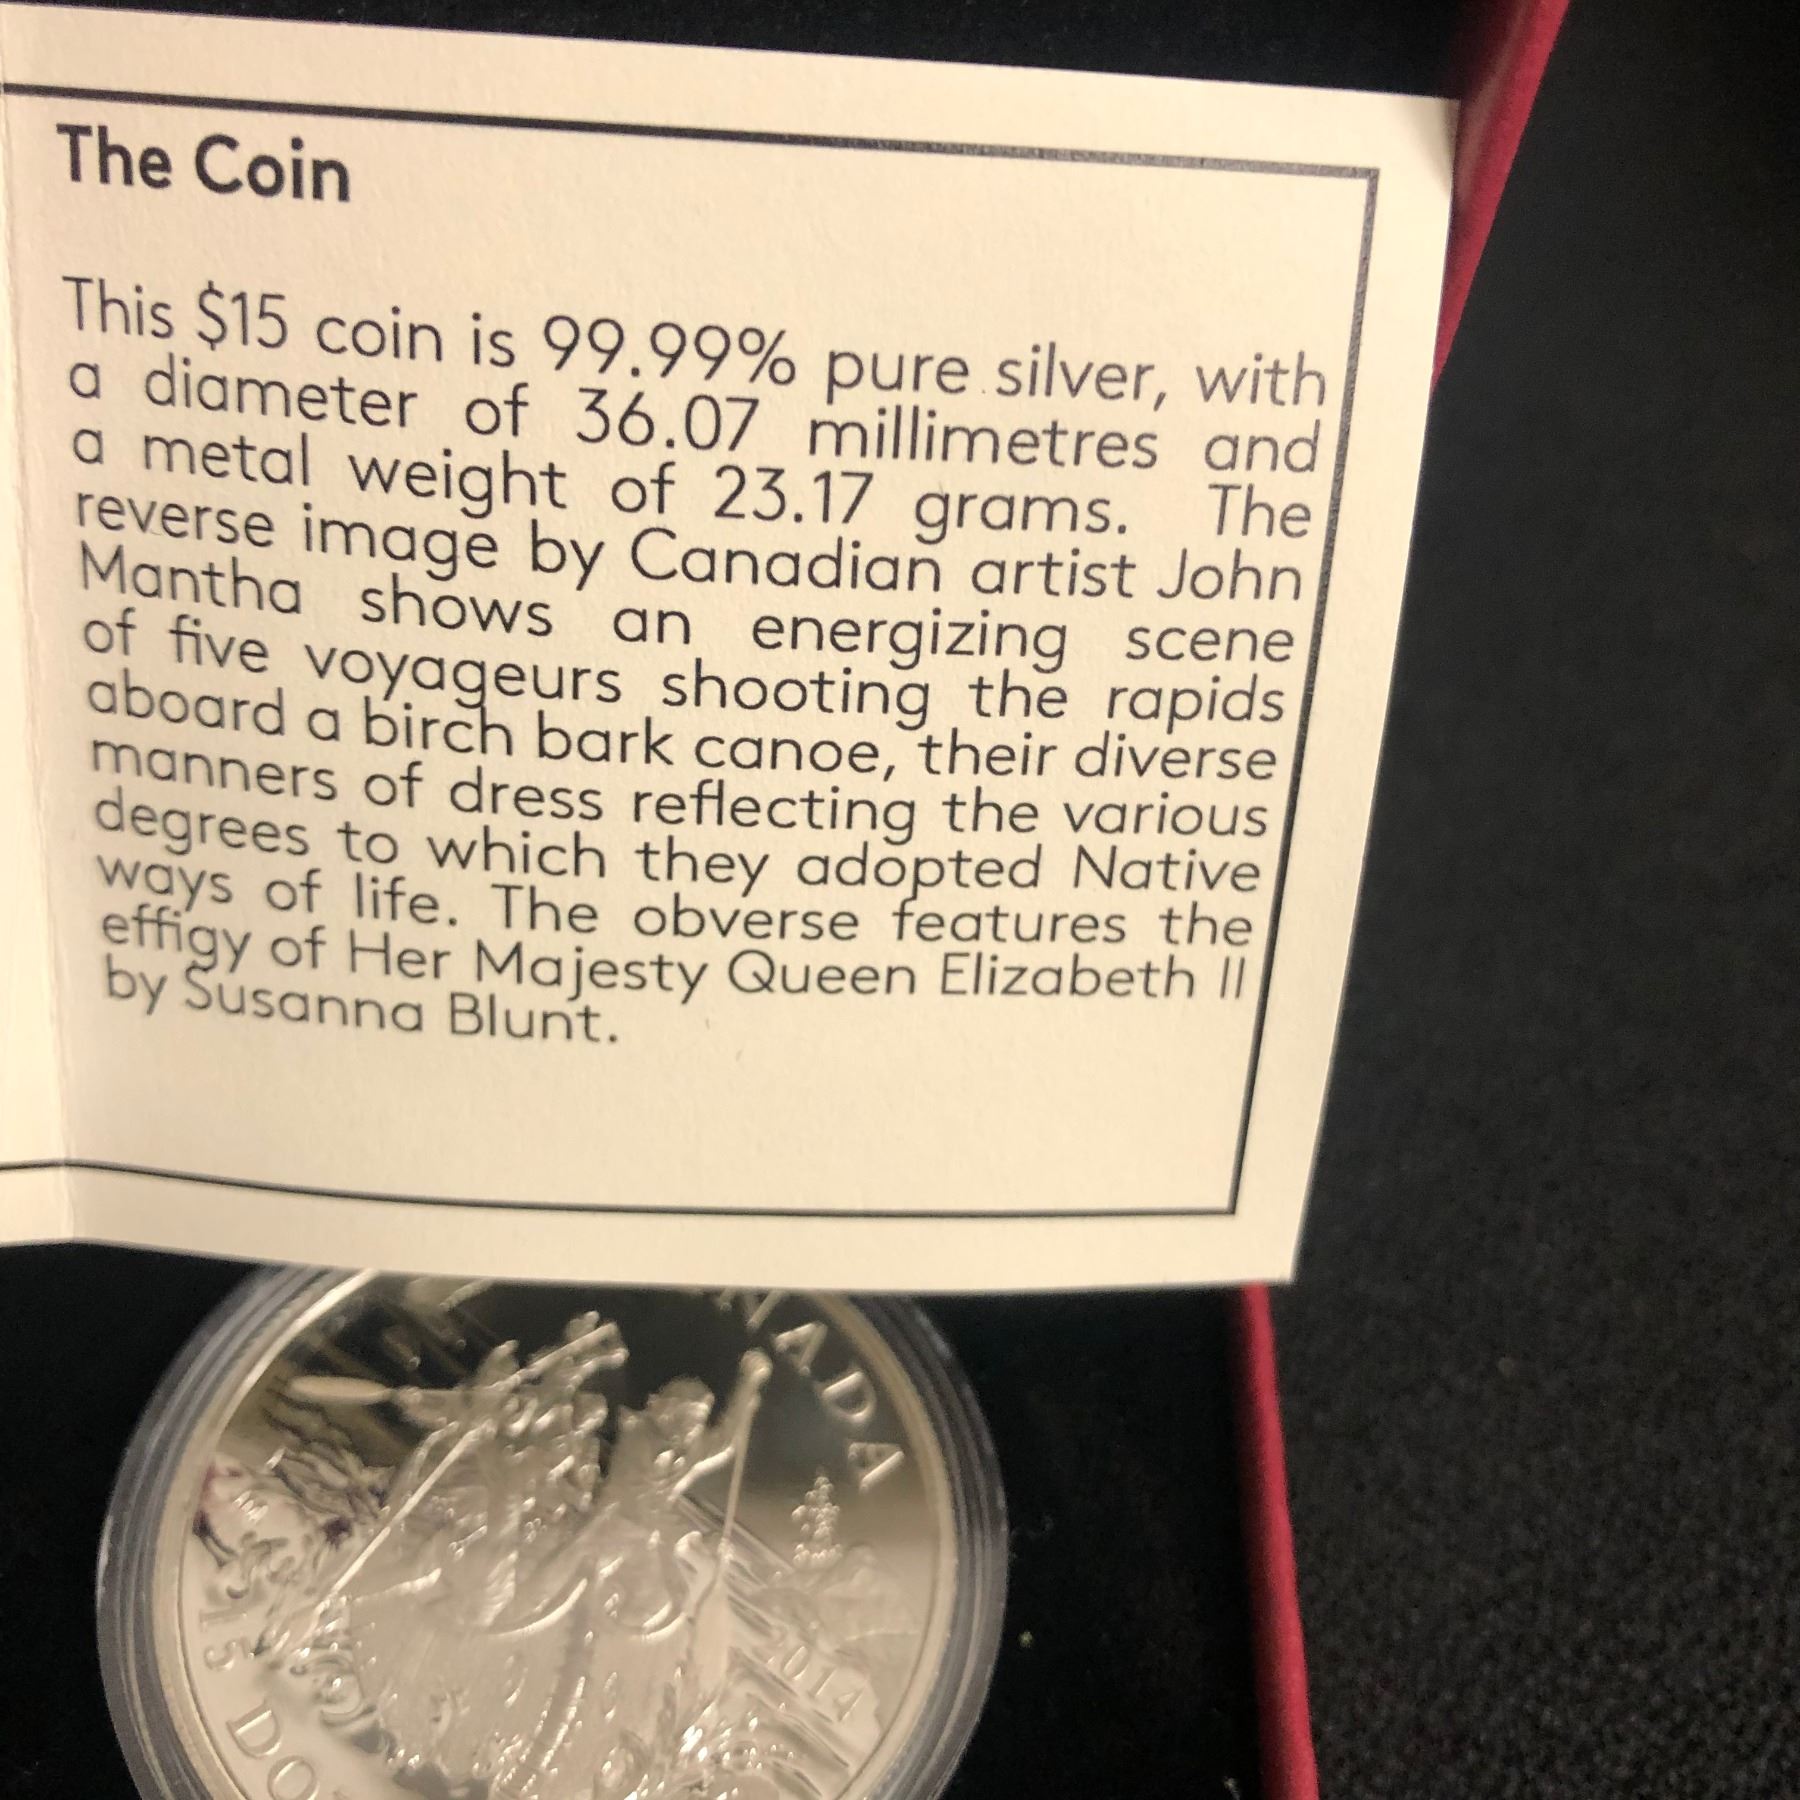 The Coin
This $15 coin is 99.99% pure silver, with
a diameter of 36.07 millimetres and
a metal weight of 23.17 grams. The
reverse image by Canadian artist John
Mantha shows an energizing scene
of five voyageurs shooting the rapids
aboard a birch bark canoe, their diverse
manners of dress reflecting the various
degrees to which they adopted Native
ways of life. The obverse features the
effigy of Her Majesty Queen Elizabeth II
by Susanna Blunt.
NADA
2014
15 DO